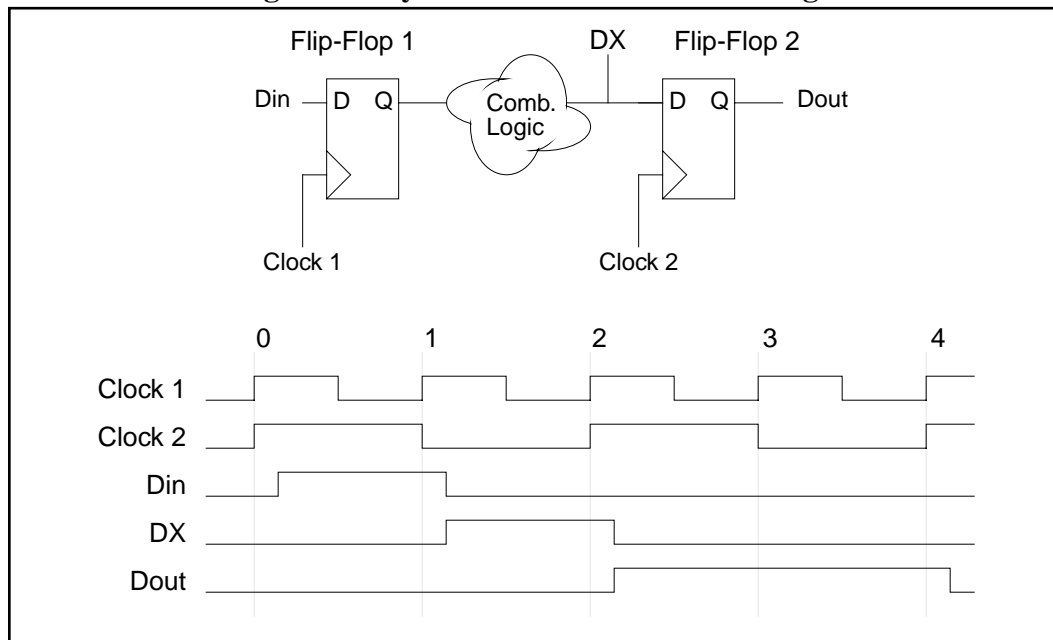 Flip-Flop 1 DX Flip-Flop 2
Din D Q Comb. Logic D Q Dout
Clock 1 Clock 2
0 1 2 3 4
Clock 1
Clock 2
Din
DX
Dout